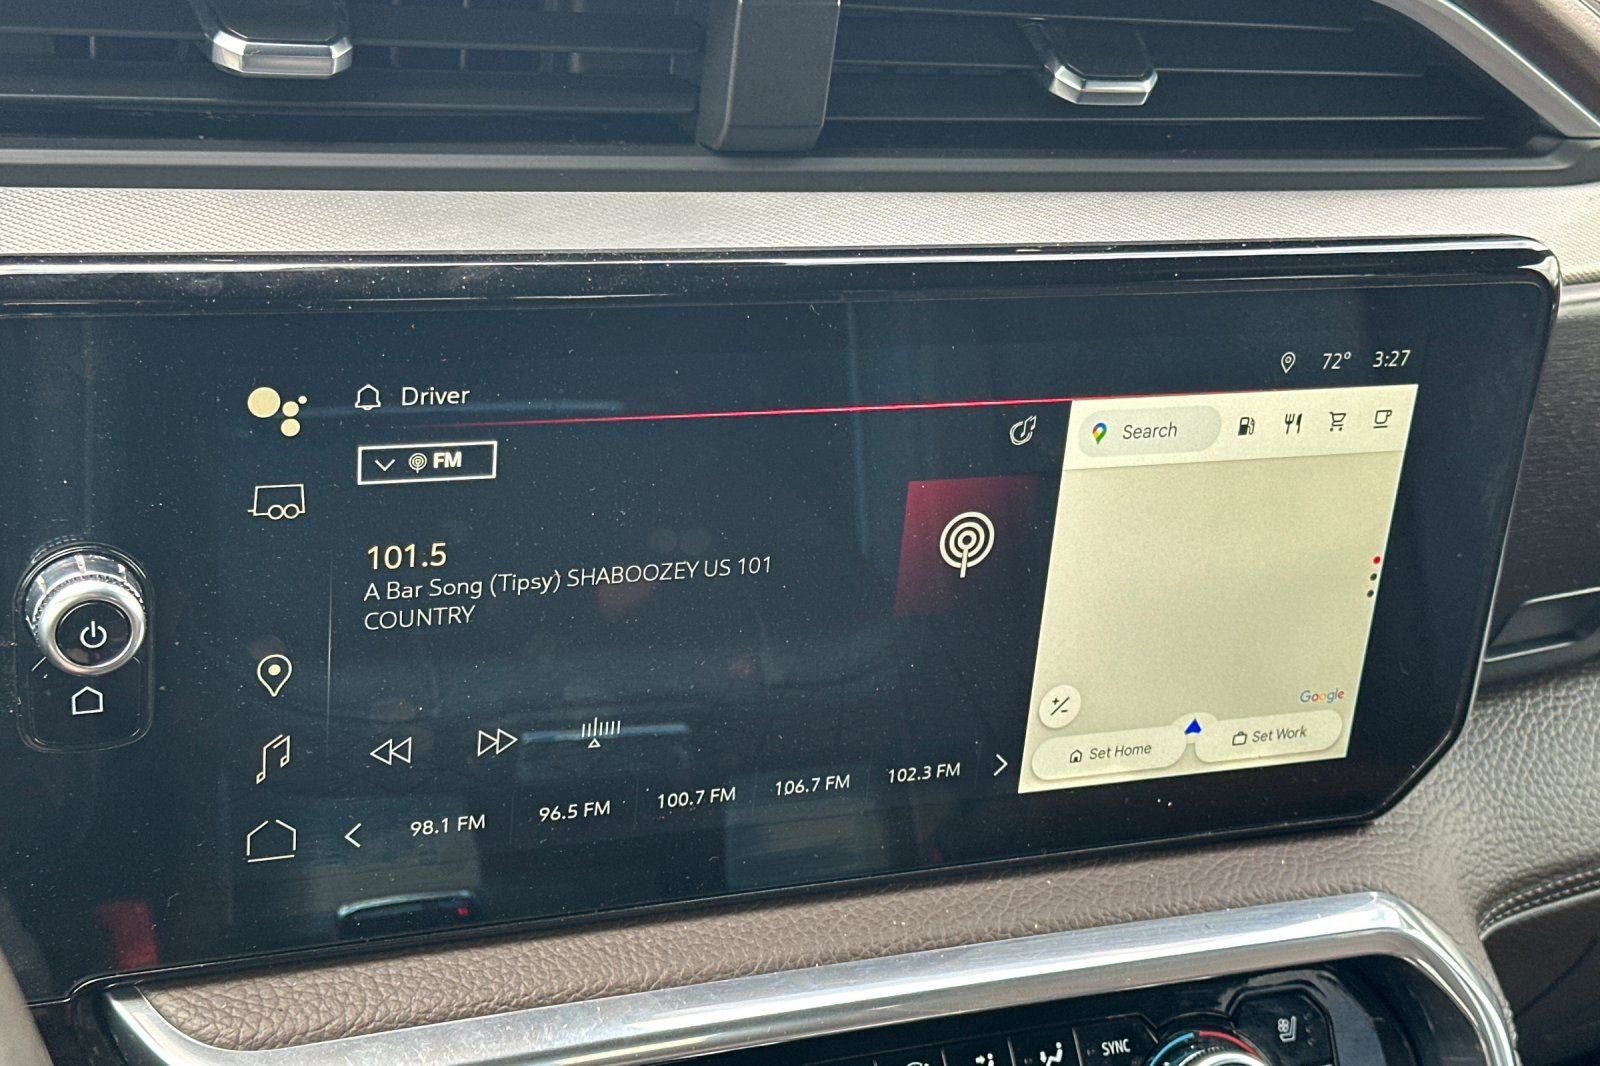 72° 3:27
Driver
Search
FM
101.5
A Bar Song (Tipsy) SHABOOZEY US 101
COUNTRY
Google
Set Home
Set Work
98.1 FM
96.5 FM
100.7 FM
106.7 FM
102.3 FM
SYNC